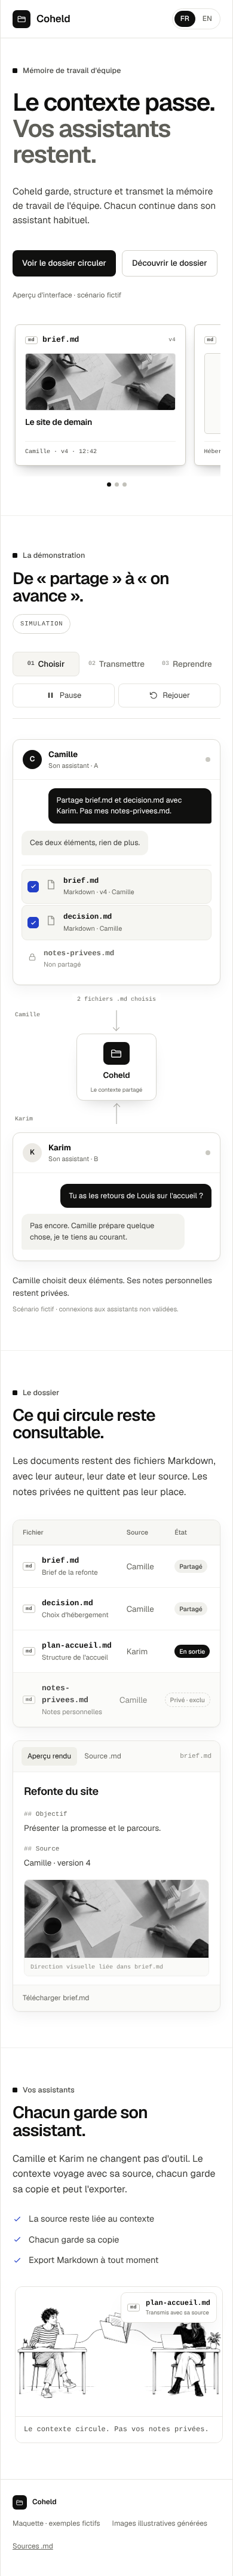 Coheld
FR EN
Mémoire de travail d'équipe
Le contexte passe.
Vos assistants
restent.
Coheld garde, structure et transmet la mémoire
de travail de l'équipe. Chacun continue dans son
assistant habituel.
Voir le dossier circuler
Découvrir le dossier
Aperçu d'interface · scénario fictif
md brief.md v4
Le site de demain
Camille · v4 · 12:42
md
Héber
La démonstration
De « partage » à « on
avance ».
SIMULATION
01 Choisir
02 Transmettre
03 Reprendre
Pause
Rejouer
C
Camille
Son assistant · A
Partage brief.md et decision.md avec
Karim. Pas mes notes-privees.md.
Ces deux éléments, rien de plus.
brief.md
Markdown · v4 · Camille
decision.md
Markdown · Camille
notes-privees.md
Non partagé
2 fichiers .md choisis
Camille
Coheld
Le contexte partagé
Karim
K
Karim
Son assistant · B
Tu as les retours de Louis sur l'accueil ?
Pas encore. Camille prépare quelque
chose, je te tiens au courant.
Camille choisit deux éléments. Ses notes personnelles
restent privées.
Scénario fictif · connexions aux assistants non validées.
Le dossier
Ce qui circule reste
consultable.
Les documents restent des fichiers Markdown,
avec leur auteur, leur date et leur source. Les
notes privées ne quittent pas leur place.
Fichier Source État
md brief.md
Brief de la refonte
Camille
Partagé
md decision.md
Choix d'hébergement
Camille
Partagé
md plan-accueil.md
Structure de l'accueil
Karim
En sortie
md notes-
privees.md
Notes personnelles
Camille
Privé · exclu
Aperçu rendu
Source .md
brief.md
Refonte du site
## Objectif
Présenter la promesse et le parcours.
## Source
Camille · version 4
Direction visuelle liée dans brief.md
Télécharger brief.md
Vos assistants
Chacun garde son
assistant.
Camille et Karim ne changent pas d'outil. Le
contexte voyage avec sa source, chacun garde
sa copie et peut l'exporter.
La source reste liée au contexte
Chacun garde sa copie
Export Markdown à tout moment
md plan-accueil.md
Transmis avec sa source
Le contexte circule. Pas vos notes privées.
Coheld
Maquette · exemples fictifs
Images illustratives générées
Sources .md